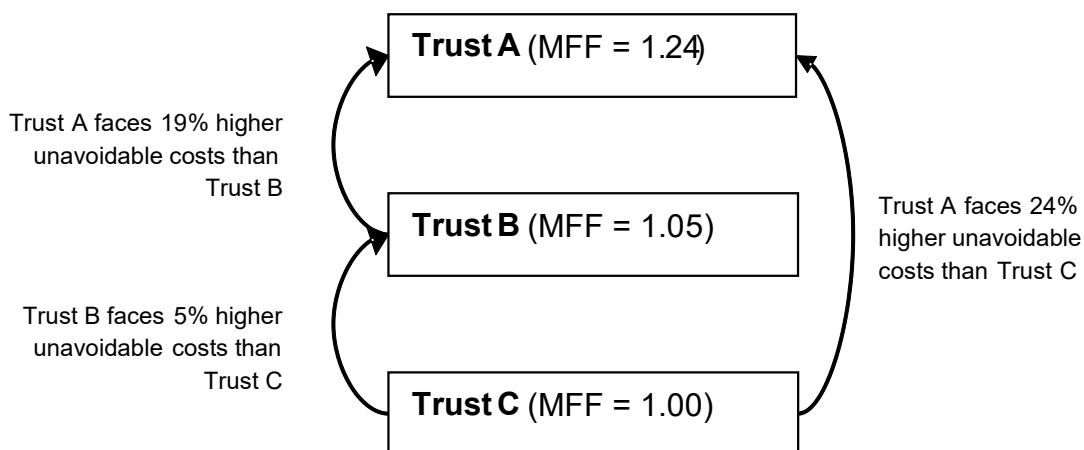 Trust A (MFF = 1.24)
Trust A faces 19% higher
unavoidable costs than
Trust B
Trust B (MFF = 1.05)
Trust A faces 24%
higher unavoidable
costs than Trust C
Trust B faces 5% higher
unavoidable costs than
Trust C
Trust C (MFF = 1.00)